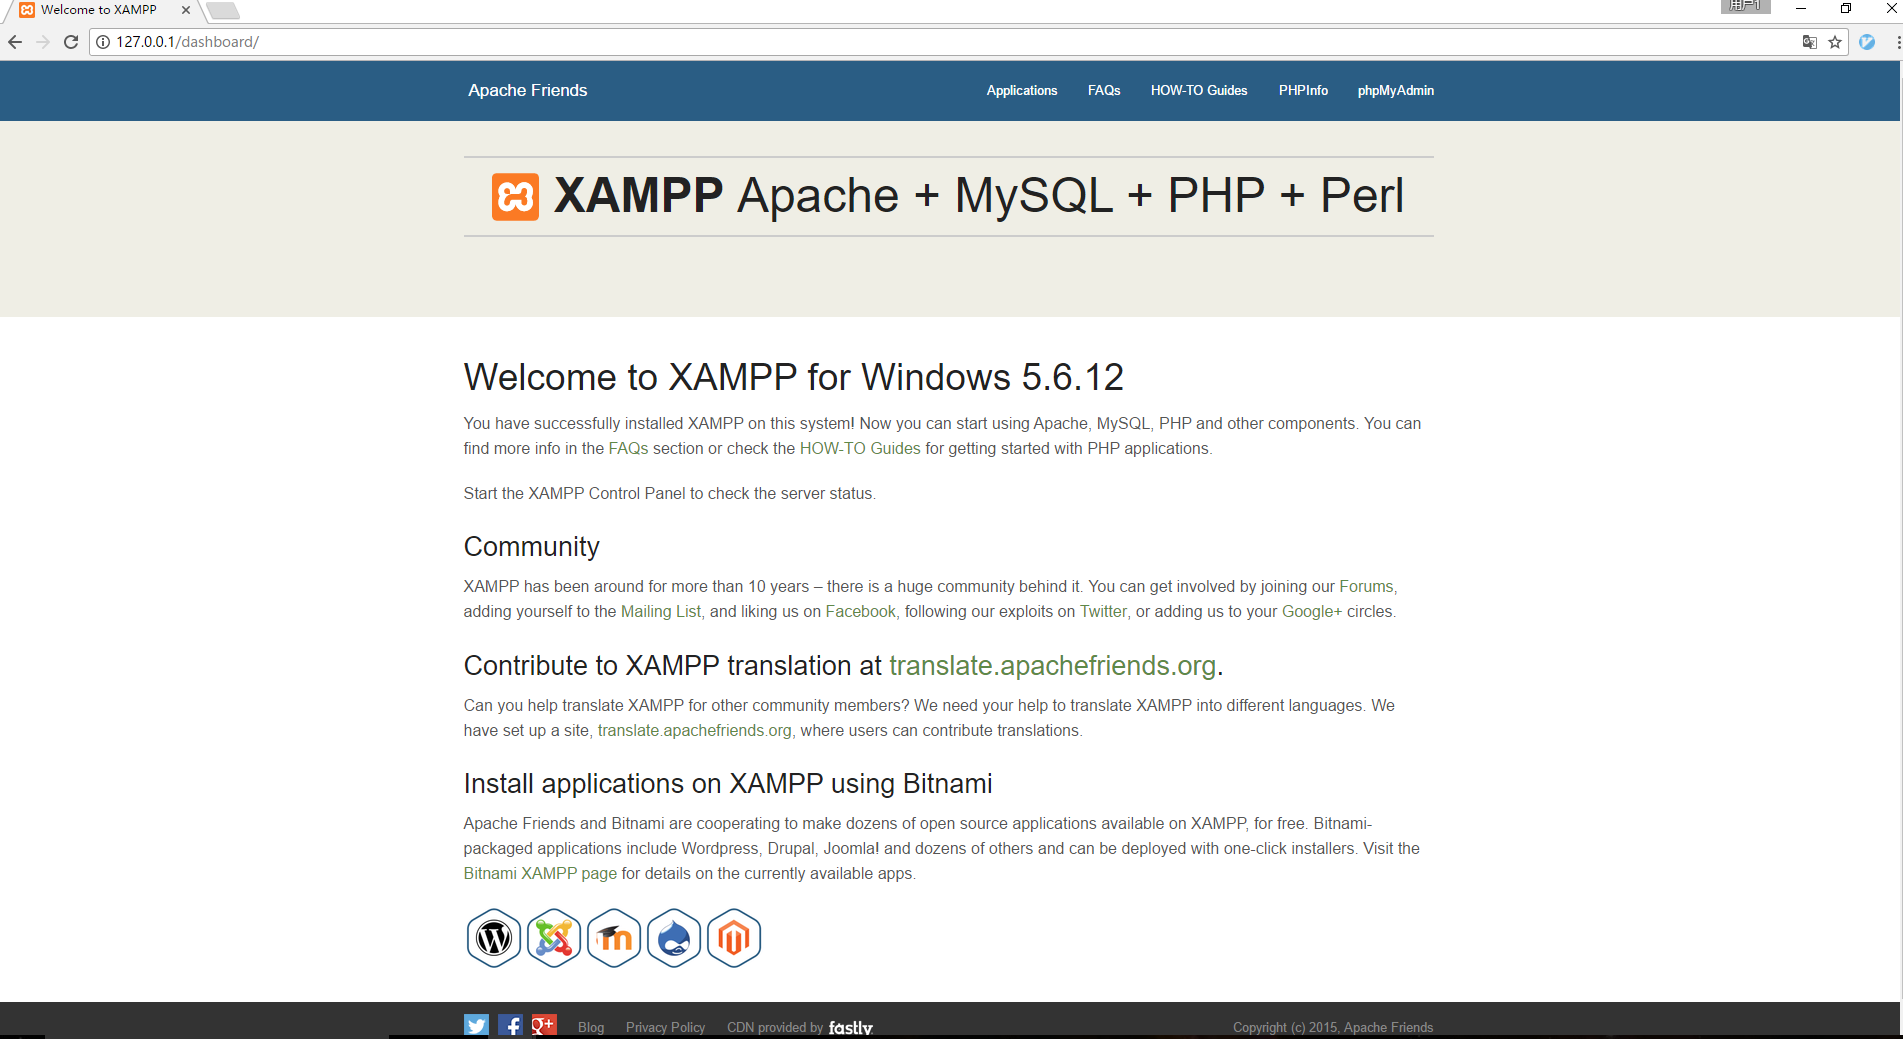 Welcome to XAMPP
用户1
127.0.0.1/dashboard/
Apache Friends
Applications
FAQs
HOW-TO Guides
PHPInfo
phpMyAdmin
XAMPP Apache + MySQL + PHP + Perl
Welcome to XAMPP for Windows 5.6.12
You have successfully installed XAMPP on this system! Now you can start using Apache, MySQL, PHP and other components. You can
find more info in the FAQs section or check the HOW-TO Guides for getting started with PHP applications.
Start the XAMPP Control Panel to check the server status.
Community
XAMPP has been around for more than 10 years – there is a huge community behind it. You can get involved by joining our Forums,
adding yourself to the Mailing List, and liking us on Facebook, following our exploits on Twitter, or adding us to your Google+ circles.
Contribute to XAMPP translation at translate.apachefriends.org.
Can you help translate XAMPP for other community members? We need your help to translate XAMPP into different languages. We
have set up a site, translate.apachefriends.org, where users can contribute translations.
Install applications on XAMPP using Bitnami
Apache Friends and Bitnami are cooperating to make dozens of open source applications available on XAMPP, for free. Bitnami-
packaged applications include Wordpress, Drupal, Joomla! and dozens of others and can be deployed with one-click installers. Visit the
Bitnami XAMPP page for details on the currently available apps.
Blog
Privacy Policy
CDN provided by fastly
Copyright (c) 2015, Apache Friends